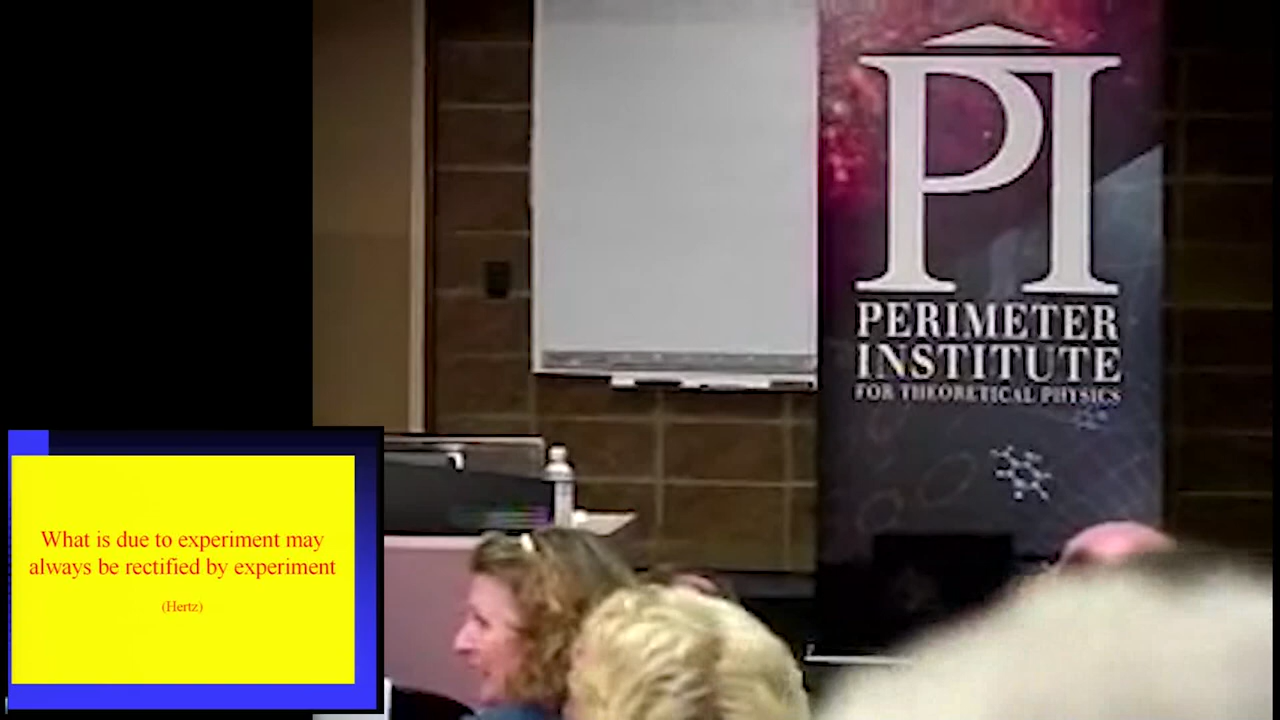 PI
PERIMETER
INSTITUTE
FOR THEORETICAL PHYSICS
What is due to experiment may
always be rectified by experiment
(Hertz)